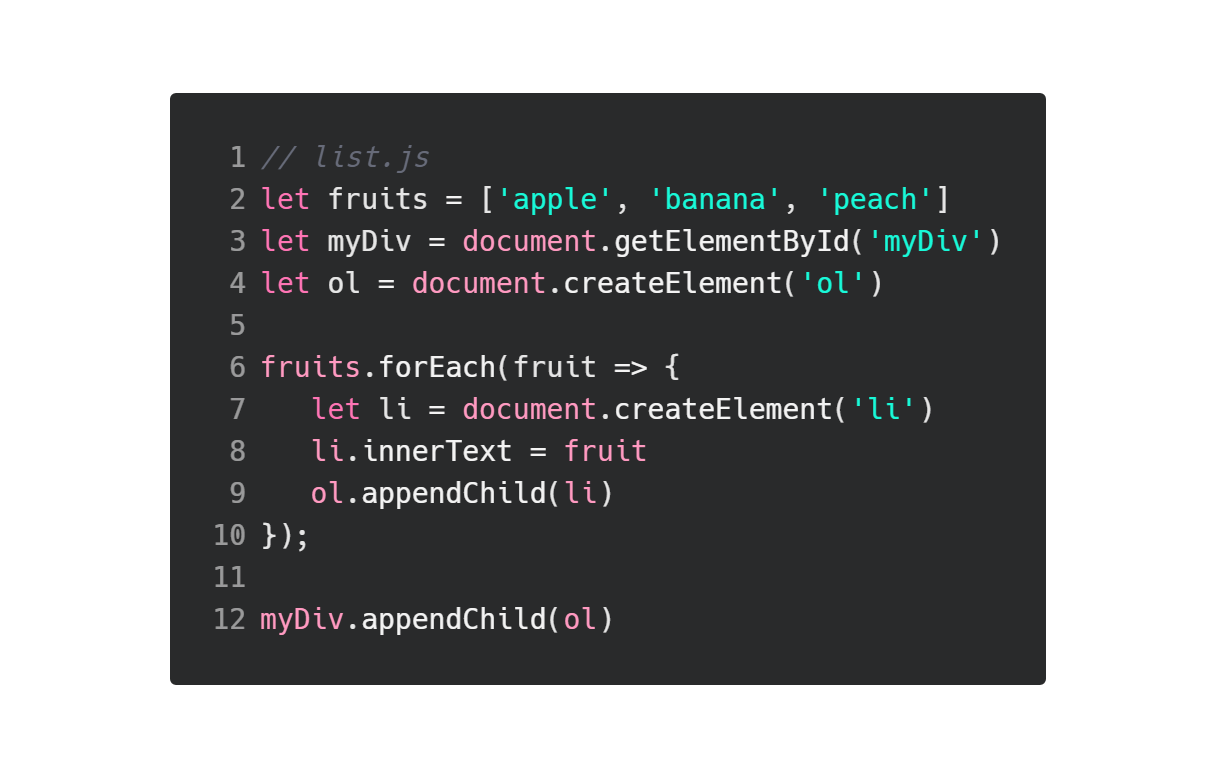 1 // list.js
2 let fruits = ['apple', 'banana', 'peach']
3 let myDiv = document.getElementById('myDiv')
4 let ol = document.createElement('ol')
5
6 fruits.forEach(fruit => {
7    let li = document.createElement('li')
8    li.innerText = fruit
9    ol.appendChild(li)
10 });
11
12 myDiv.appendChild(ol)